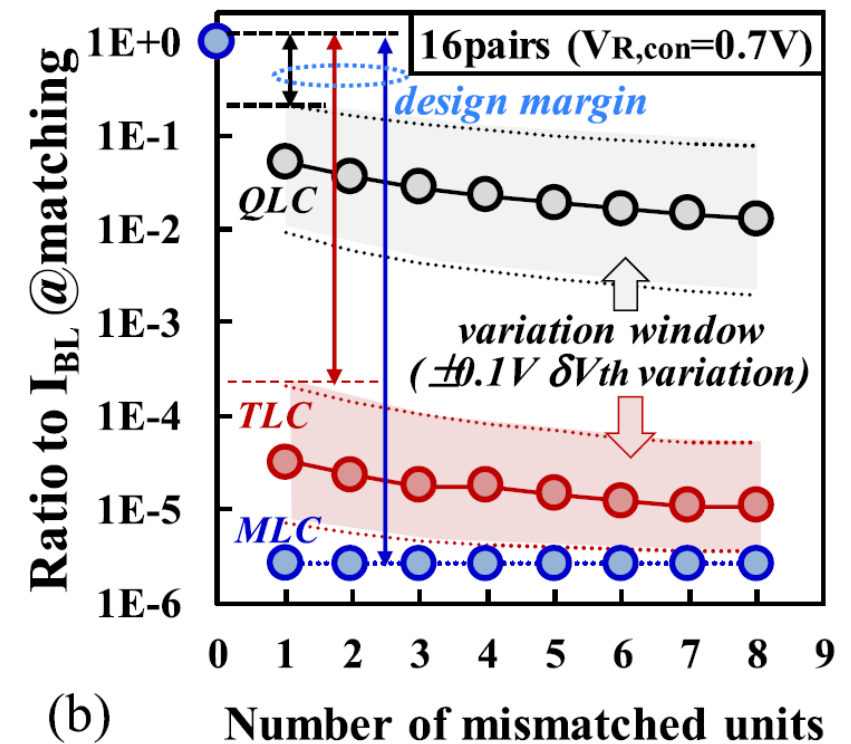 16pairs (VR,con=0.7V)
design margin
1E+0
1E-1
1E-2
1E-3
1E-4
1E-5
1E-6
Ratio to IBL @matching
QLC
variation window
(±0.1V δVth variation)
TLC
MLC
0 1 2 3 4 5 6 7 8 9
(b) Number of mismatched units